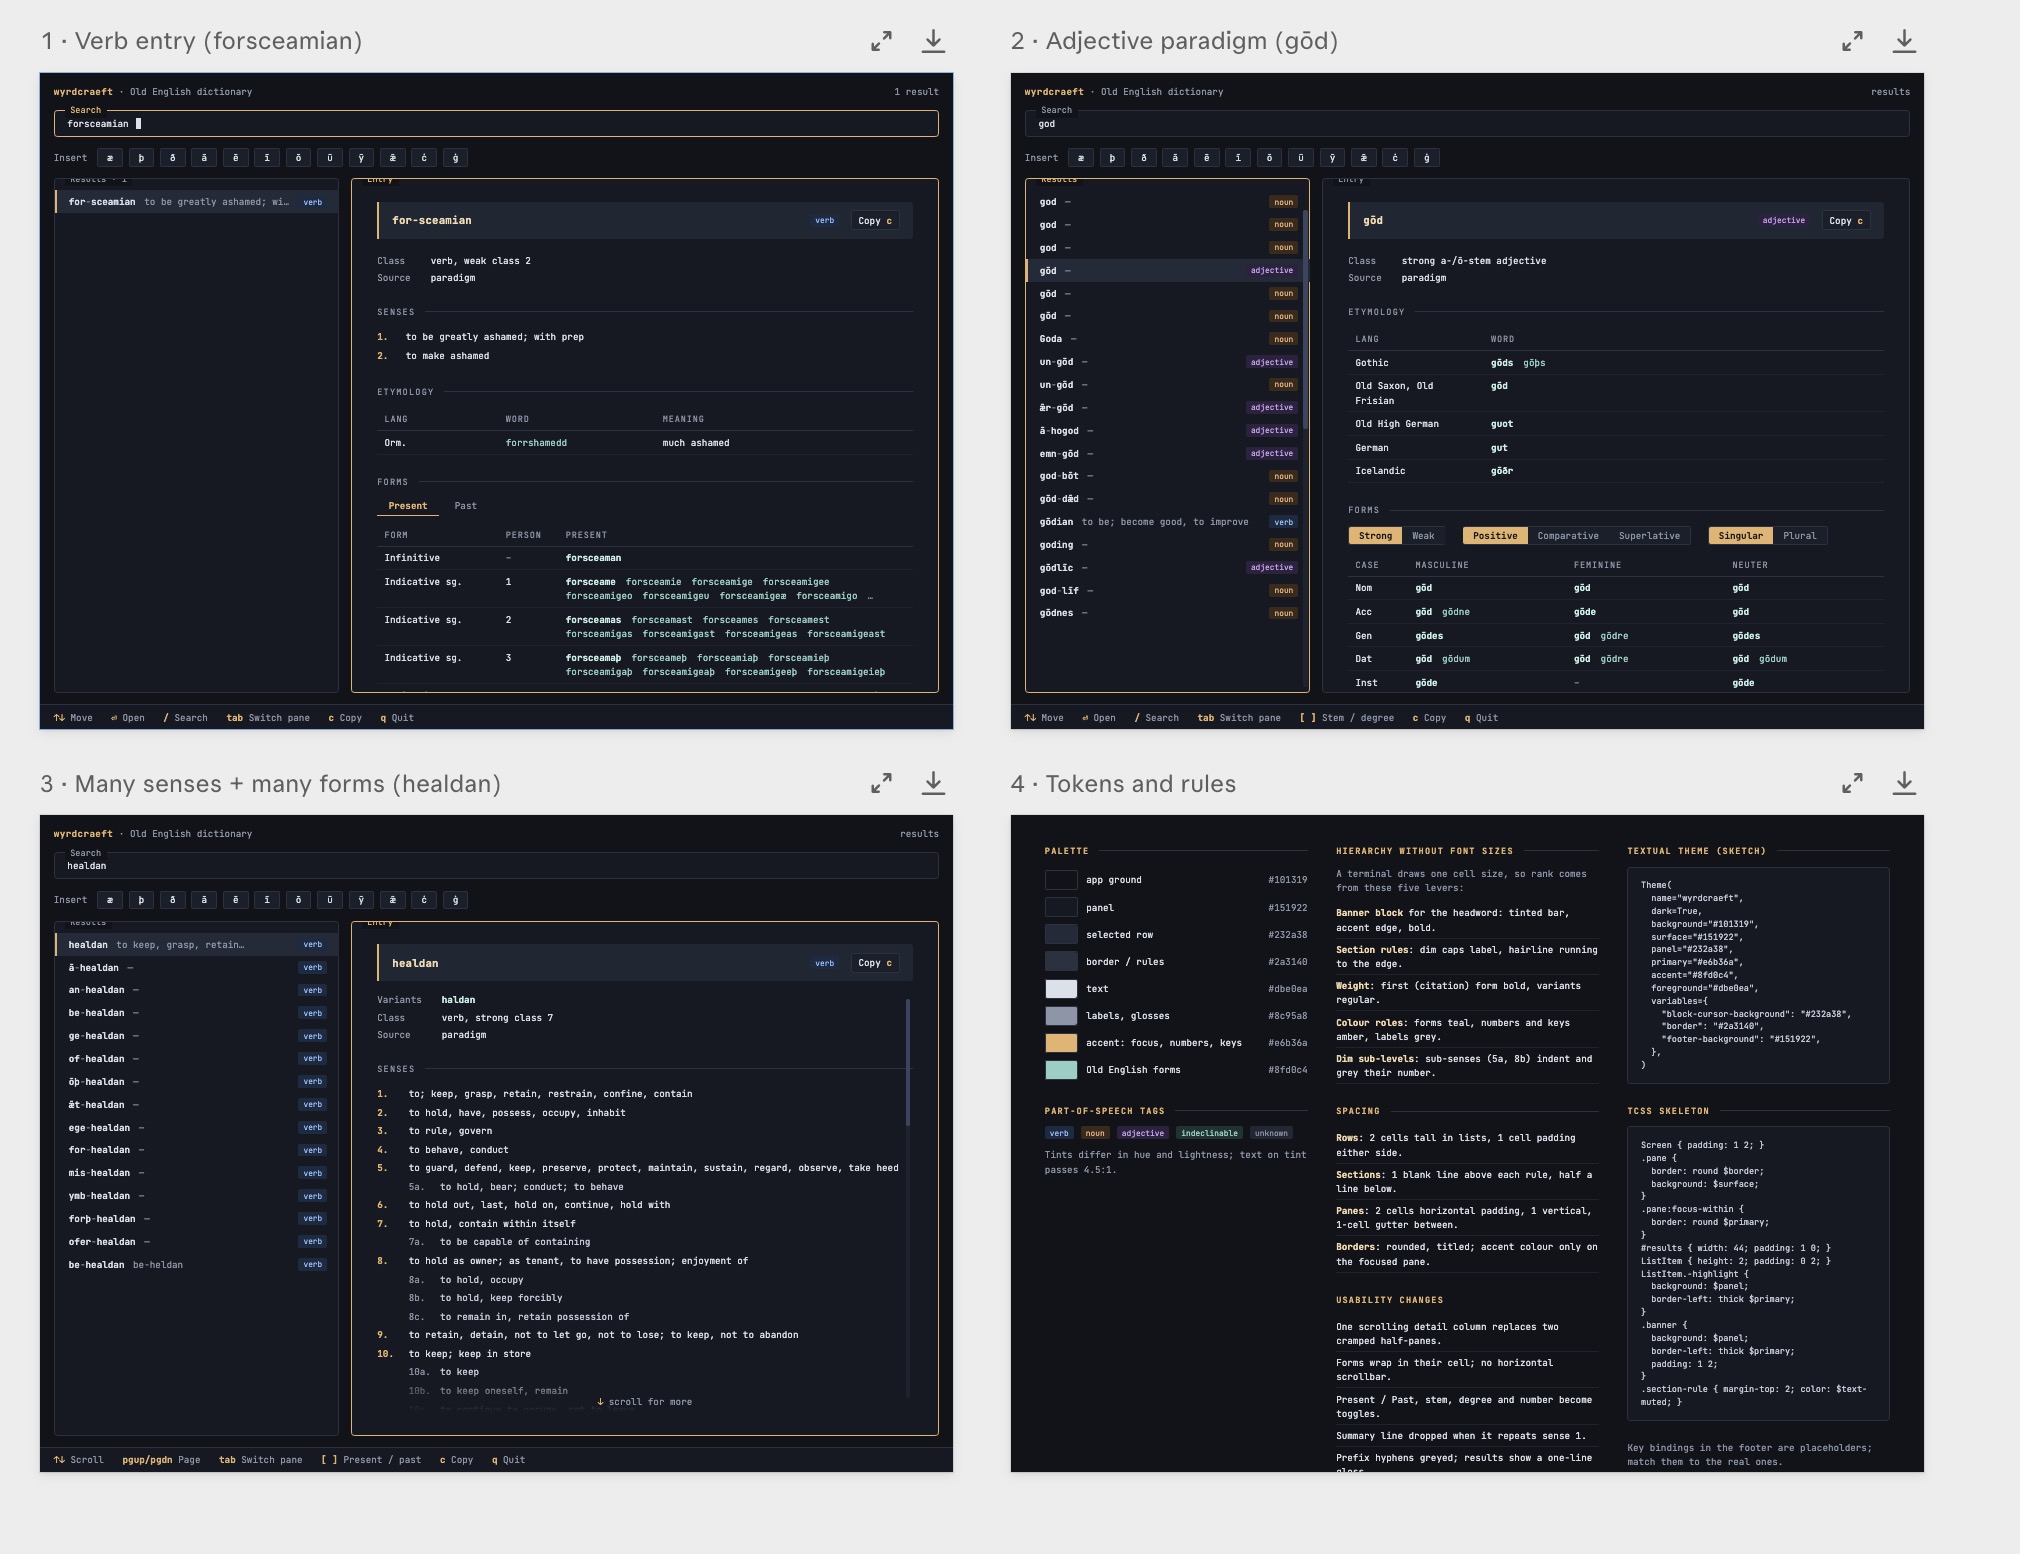 1 · Verb entry (forsceamian)
wyrdcraeft · Old English dictionary
1 result
Search
forsceamian
Insert æ þ ð ā ē ī ō ū ȳ ǣ ċ ġ
Results · 1
for-sceamian to be greatly ashamed; wi… verb
Entry
for-sceamian verb Copy c
Class verb, weak class 2
Source paradigm
SENSES
1. to be greatly ashamed; with prep
2. to make ashamed
ETYMOLOGY
LANG WORD MEANING
Orm. forrshamedd much ashamed
FORMS
Present Past
FORM PERSON PRESENT
Infinitive – forsceaman
Indicative sg. 1 forsceame forsceamie forsceamige forsceamigee
forsceamigeo forsceamigeu forsceamigeæ forsceamigo …
Indicative sg. 2 forsceamas forsceamast forsceames forsceamest
forsceamigas forsceamigast forsceamigeas forsceamigeast
Indicative sg. 3 forsceamaþ forsceameþ forsceamiaþ forsceamieþ
forsceamigaþ forsceamigeaþ forsceamigeeþ forsceamigeieþ
↑↓ Move ⏎ Open / Search tab Switch pane c Copy q Quit
2 · Adjective paradigm (gōd)
wyrdcraeft · Old English dictionary
results
Search
god
Insert æ þ ð ā ē ī ō ū ȳ ǣ ċ ġ
Results
god — noun
god — noun
god — noun
gōd — adjective
gōd — noun
gōd — noun
Goda — noun
un-gōd — adjective
un-gōd — noun
ǣr-gōd — adjective
ā-hogod — adjective
emn-gōd — adjective
god-bōt — noun
gōd-dǣd — noun
gōdian to be; become good, to improve verb
goding — noun
gōdlīc — adjective
god-līf — noun
gōdnes — noun
Entry
gōd adjective Copy c
Class strong a-/ō-stem adjective
Source paradigm
ETYMOLOGY
LANG WORD
Gothic gōds gōþs
Old Saxon, Old
Frisian gōd
Old High German guot
German gut
Icelandic gōðr
FORMS
Strong Weak Positive Comparative Superlative Singular Plural
CASE MASCULINE FEMININE NEUTER
Nom gōd gōd gōd
Acc gōd gōdne gōde gōd
Gen gōdes gōd gōdre gōdes
Dat gōd gōdum gōd gōdre gōd gōdum
Inst gōde – gōde
↑↓ Move ⏎ Open / Search tab Switch pane [ ] Stem / degree c Copy q Quit
3 · Many senses + many forms (healdan)
wyrdcraeft · Old English dictionary
results
Search
healdan
Insert æ þ ð ā ē ī ō ū ȳ ǣ ċ ġ
Results
healdan to keep, grasp, retain… verb
ā-healdan — verb
an-healdan — verb
be-healdan — verb
ge-healdan — verb
of-healdan — verb
ōþ-healdan — verb
æt-healdan — verb
ege-healdan — verb
for-healdan — verb
mis-healdan — verb
ymb-healdan — verb
forþ-healdan — verb
ofer-healdan — verb
be-healdan be-heldan verb
Entry
healdan verb Copy c
Variants haldan
Class verb, strong class 7
Source paradigm
SENSES
1. to; keep, grasp, retain, restrain, confine, contain
2. to hold, have, possess, occupy, inhabit
3. to rule, govern
4. to behave, conduct
5. to guard, defend, keep, preserve, protect, maintain, sustain, regard, observe, take heed
5a. to hold, bear; conduct; to behave
6. to hold out, last, hold on, continue, hold with
7. to hold, contain within itself
7a. to be capable of containing
8. to hold as owner; as tenant, to have possession; enjoyment of
8a. to hold, occupy
8b. to hold, keep forcibly
8c. to remain in, retain possession of
9. to retain, detain, not to let go, not to lose; to keep, not to abandon
10. to keep; keep in store
10a. to keep
10b. to keep oneself, remain
↓ scroll for more
↑↓ Scroll pgup/pgdn Page tab Switch pane [ ] Present / past c Copy q Quit
4 · Tokens and rules
PALETTE
app ground #101319
panel #151922
selected row #232a38
border / rules #2a3140
text #dbe0ea
labels, glosses #8c95a8
accent: focus, numbers, keys #e6b36a
Old English forms #8fd0c4
PART-OF-SPEECH TAGS
verb noun adjective indeclinable unknown
Tints differ in hue and lightness; text on tint
passes 4.5:1.
HIERARCHY WITHOUT FONT SIZES
A terminal draws one cell size, so rank comes
from these five levers:
Banner block for the headword: tinted bar,
accent edge, bold.
Section rules: dim caps label, hairline running
to the edge.
Weight: first (citation) form bold, variants
regular.
Colour roles: forms teal, numbers and keys
amber, labels grey.
Dim sub-levels: sub-senses (5a, 8b) indent and
grey their number.
SPACING
Rows: 2 cells tall in lists, 1 cell padding
either side.
Sections: 1 blank line above each rule, half a
line below.
Panes: 2 cells horizontal padding, 1 vertical,
1-cell gutter between.
Borders: rounded, titled; accent colour only on
the focused pane.
USABILITY CHANGES
One scrolling detail column replaces two
cramped half-panes.
Forms wrap in their cell; no horizontal
scrollbar.
Present / Past, stem, degree and number become
toggles.
Summary line dropped when it repeats sense 1.
Prefix hyphens greyed; results show a one-line
gloss.
TEXTUAL THEME (SKETCH)
Theme(
name="wyrdcraeft",
dark=True,
background="#101319",
surface="#151922",
panel="#232a38",
primary="#e6b36a",
accent="#8fd0c4",
foreground="#dbe0ea",
variables={
"block-cursor-background": "#232a38",
"border": "#2a3140",
"footer-background": "#151922",
},
)
TCSS SKELETON
Screen { padding: 1 2; }
.pane {
border: round $border;
background: $surface;
}
.pane:focus-within {
border: round $primary;
}
#results { width: 44; padding: 1 0; }
ListItem { height: 2; padding: 0 2; }
ListItem.-highlight {
background: $panel;
border-left: thick $primary;
}
.banner {
background: $panel;
border-left: thick $primary;
padding: 1 2;
}
.section-rule { margin-top: 2; color: $text-
muted; }
Key bindings in the footer are placeholders;
match them to the real ones.